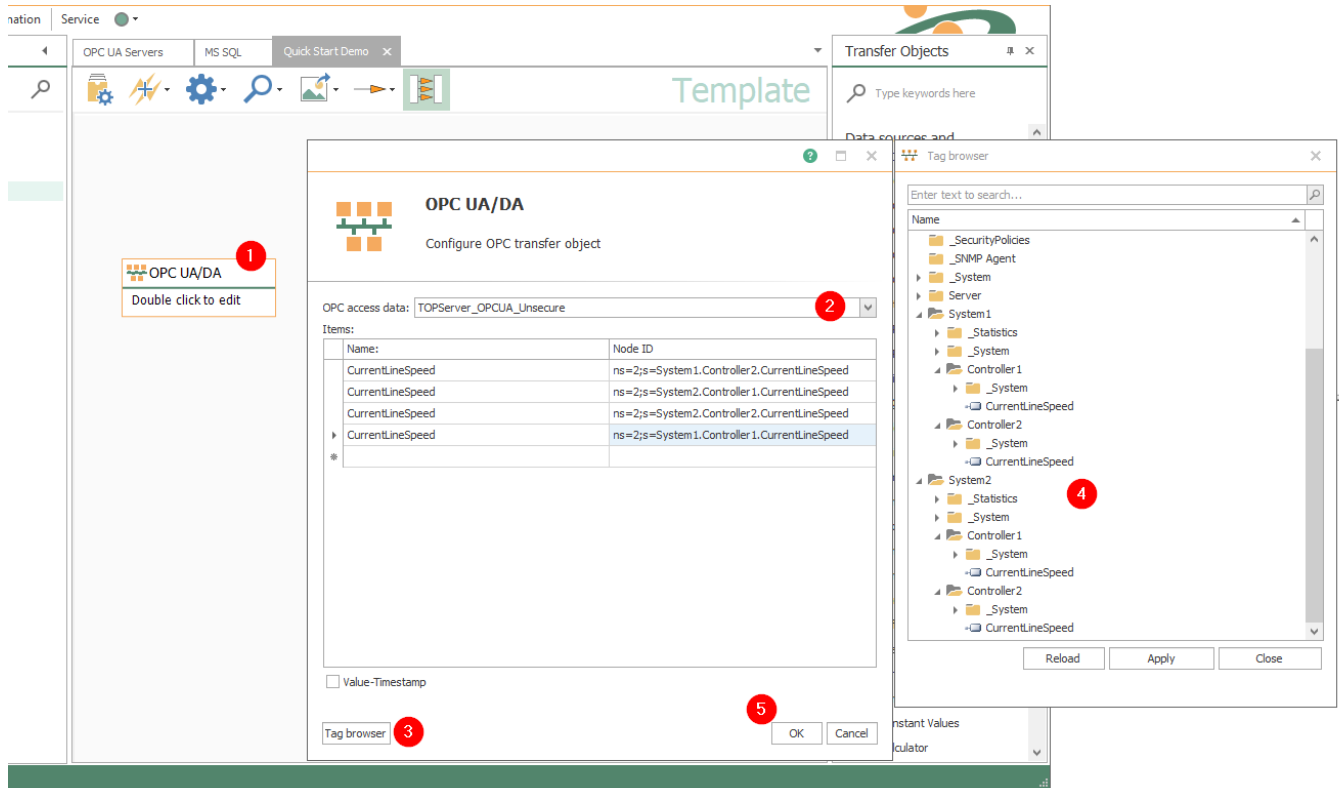 nation Service
OPC UA Servers MS SQL Quick Start Demo
Template
Transfer Objects
Type keywords here
Data sources and
1
OPC UA/DA
Double click to edit
OPC UA/DA
Configure OPC transfer object
OPC access data: TOPServer_OPCUA_Unsecure 2
Items:
Name: Node ID
CurrentLineSpeed ns=2;s=System1.Controller2.CurrentLineSpeed
CurrentLineSpeed ns=2;s=System2.Controller1.CurrentLineSpeed
CurrentLineSpeed ns=2;s=System2.Controller2.CurrentLineSpeed
CurrentLineSpeed ns=2;s=System1.Controller1.CurrentLineSpeed
Value-Timestamp
Tag browser 3
5
OK Cancel
Tag browser
Enter text to search...
Name
_SecurityPolicies
_SNMP Agent
_System
Server
System1
_Statistics
_System
Controller1
_System
CurrentLineSpeed
Controller2
_System
CurrentLineSpeed
System2
4
_Statistics
_System
Controller1
_System
CurrentLineSpeed
Controller2
_System
CurrentLineSpeed
Reload Apply Close
nstant Values
lculator